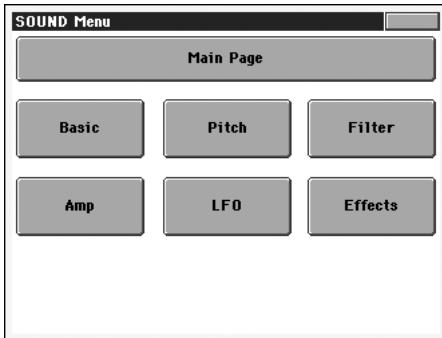 SOUND Menu
Main Page
Basic Pitch Filter
Amp LFO Effects